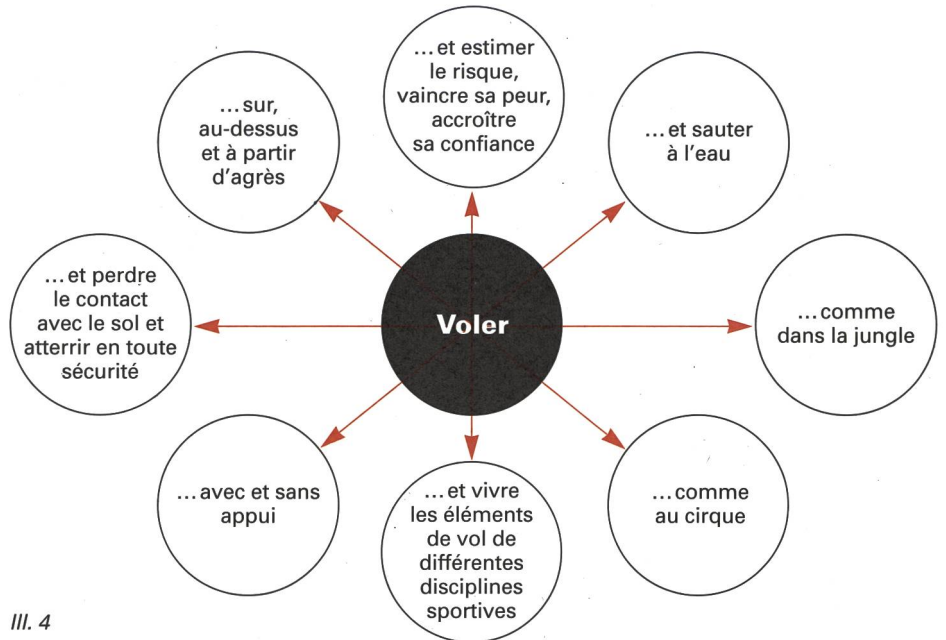 …et estimer
le risque,
vaincre sa peur,
accroître
sa confiance
…sur,
au-dessus
et à partir
d'agrès
…et sauter
à l'eau
…et perdre
le contact
avec le sol et
atterrir en toute
sécurité
Voler
…comme
dans la jungle
…avec et sans
appui
…et vivre
les éléments
de vol de
différentes
disciplines
sportives
…comme
au cirque
Ill. 4